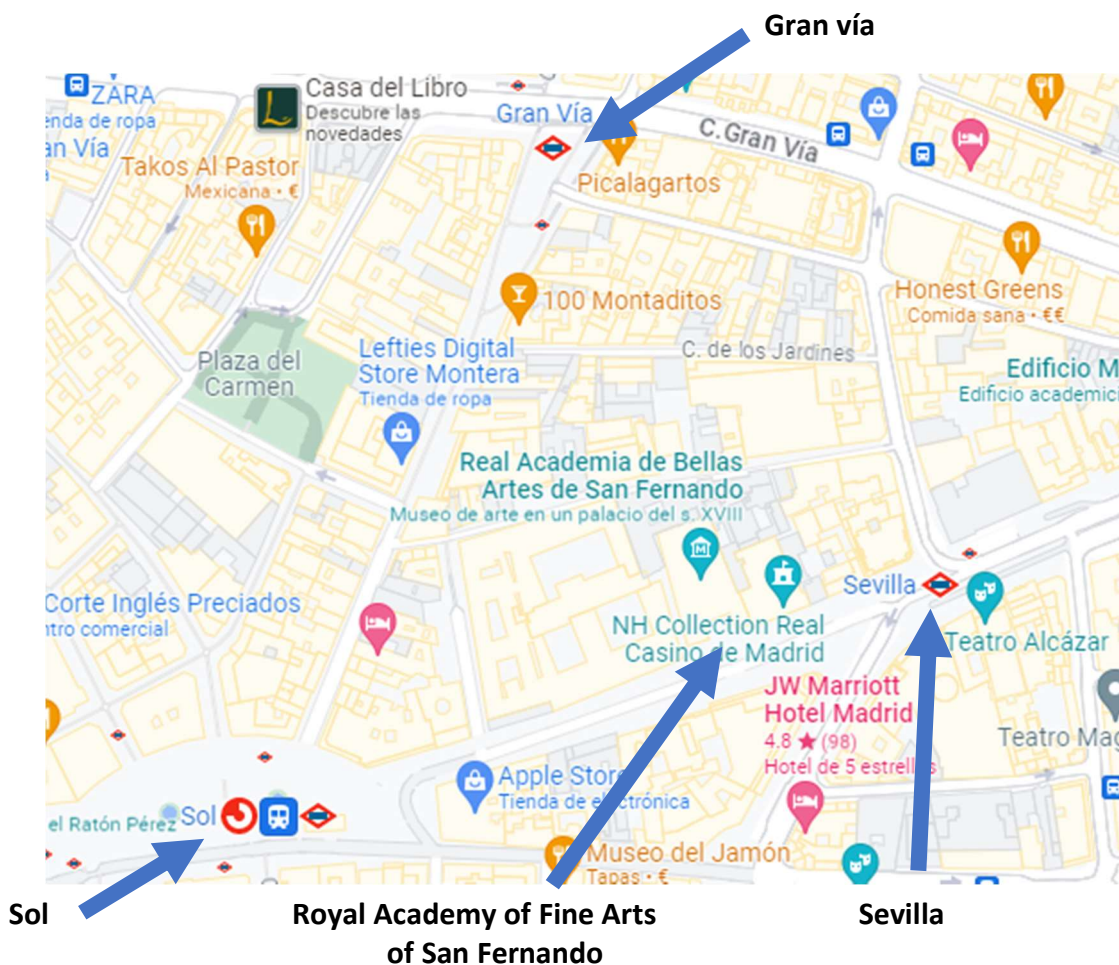 Gran vía
ZARA
enda de ropa
an Vía
Casa del Libro
Descubre las
novedades
Gran Vía
C. Gran Vía
Takos Al Pastor
Mexicana • €
Picalagartos
100 Montaditos
Honest Greens
Comida sana • €€
Plaza del
Carmen
Lefties Digital
Store Montera
Tienda de ropa
C. de los Jardines
Edificio M
Edificio academici
Real Academia de Bellas
Artes de San Fernando
Museo de arte en un palacio del s. XVIII
Corte Inglés Preciados
ntro comercial
Sevilla
NH Collection Real
Casino de Madrid
Teatro Alcázar
JW Marriott
Hotel Madrid
4.8 ★ (98)
Hotel de 5 estrellas
Teatro Mag
Apple Store
Tienda de electrónica
el Ratón Pérez
Sol
Museo del Jamón
Tapas • €
Sol
Royal Academy of Fine Arts
of San Fernando
Sevilla